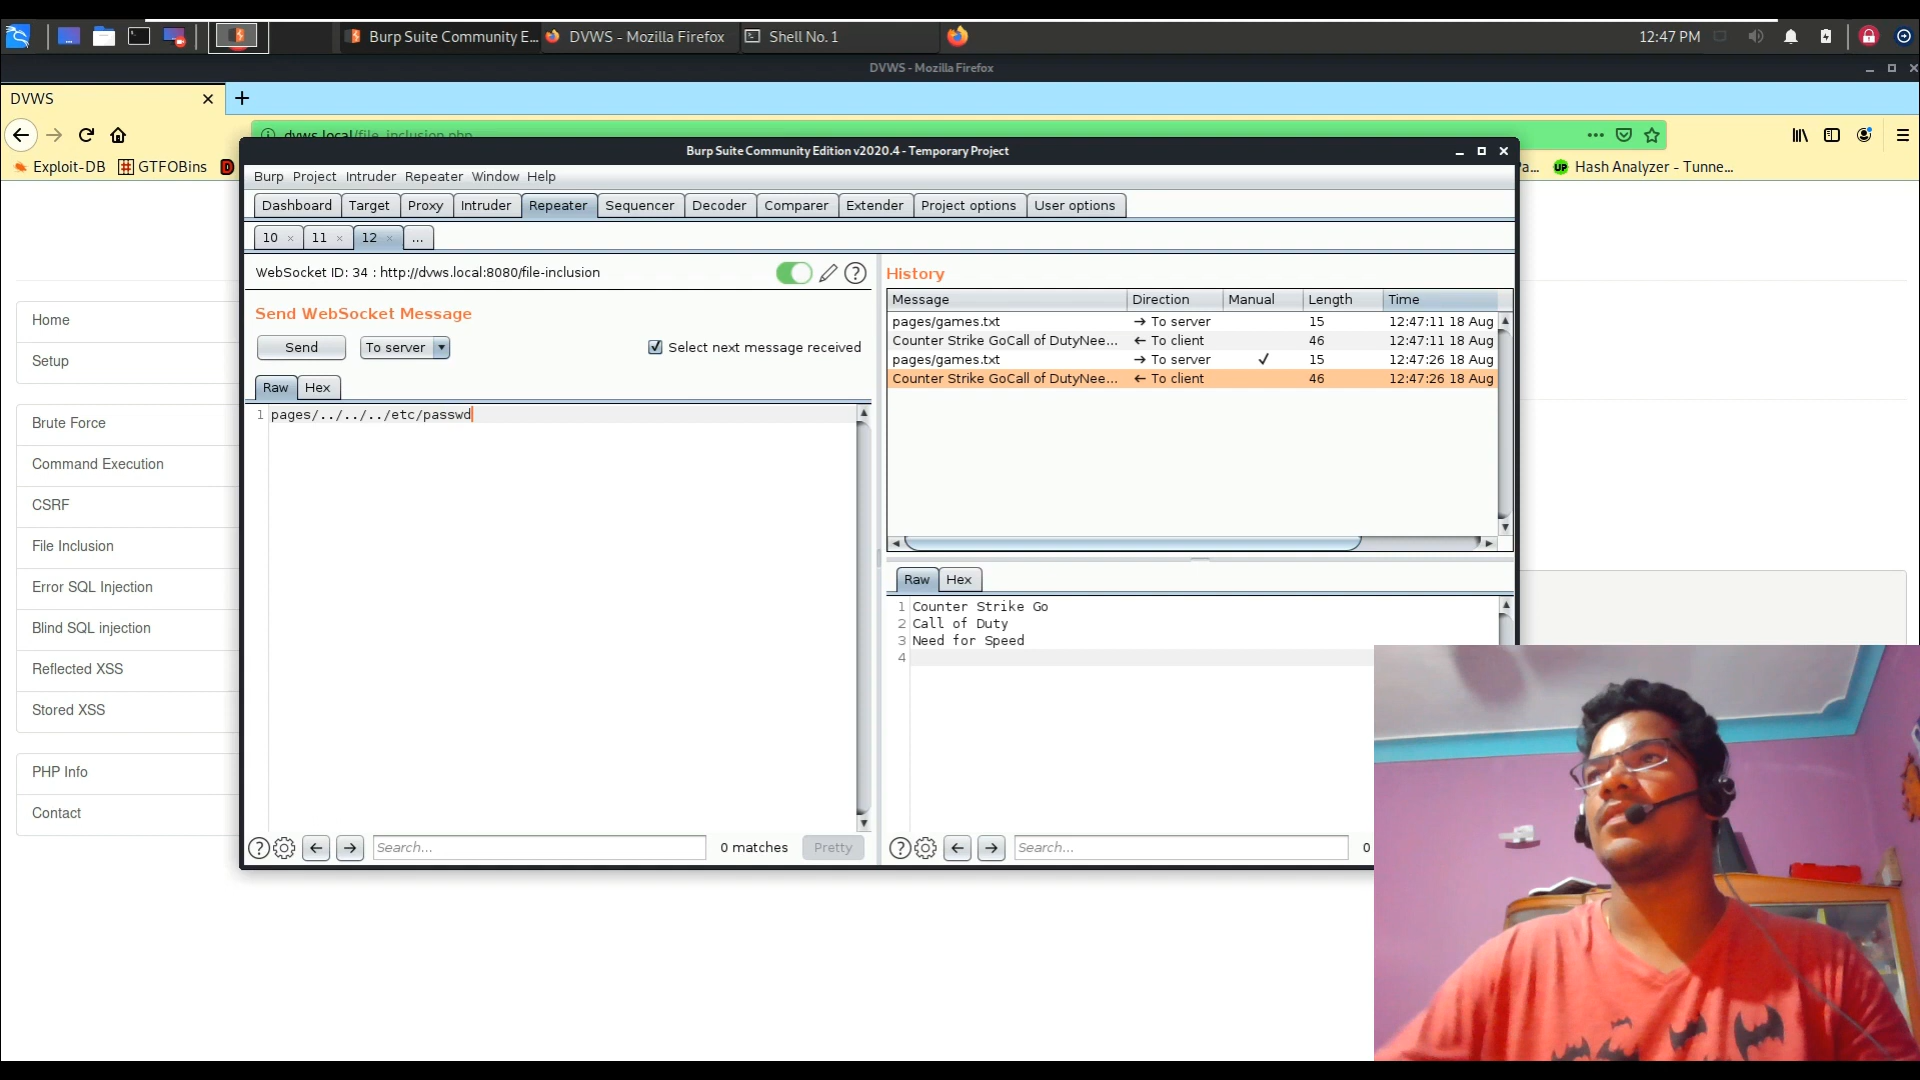 Burp Suite Community E...
DVWS - Mozilla Firefox
Shell No. 1
12:47 PM
DVWS - Mozilla Firefox
DVWS
dvws.local/file_inclusion.php
Exploit-DB
GTFOBins
Hash Analyzer - Tunne...
Burp Suite Community Edition v2020.4 - Temporary Project
Burp Project Intruder Repeater Window Help
Dashboard Target Proxy Intruder Repeater Sequencer Decoder Comparer Extender Project options User options
10 × 11 × 12 × ...
WebSocket ID: 34 : http://dvws.local:8080/file-inclusion
Send WebSocket Message
Send
To server
Select next message received
Raw Hex
1 pages/../../../etc/passwd
Search...
0 matches
Pretty
History
Message Direction Manual Length Time
pages/games.txt → To server 15 12:47:11 18 Aug
Counter Strike GoCall of DutyNee... ← To client 46 12:47:11 18 Aug
pages/games.txt → To server ✓ 15 12:47:26 18 Aug
Counter Strike GoCall of DutyNee... ← To client 46 12:47:26 18 Aug
Raw Hex
1 Counter Strike Go
2 Call of Duty
3 Need for Speed
4
Search...
0
Home
Setup
Brute Force
Command Execution
CSRF
File Inclusion
Error SQL Injection
Blind SQL injection
Reflected XSS
Stored XSS
PHP Info
Contact